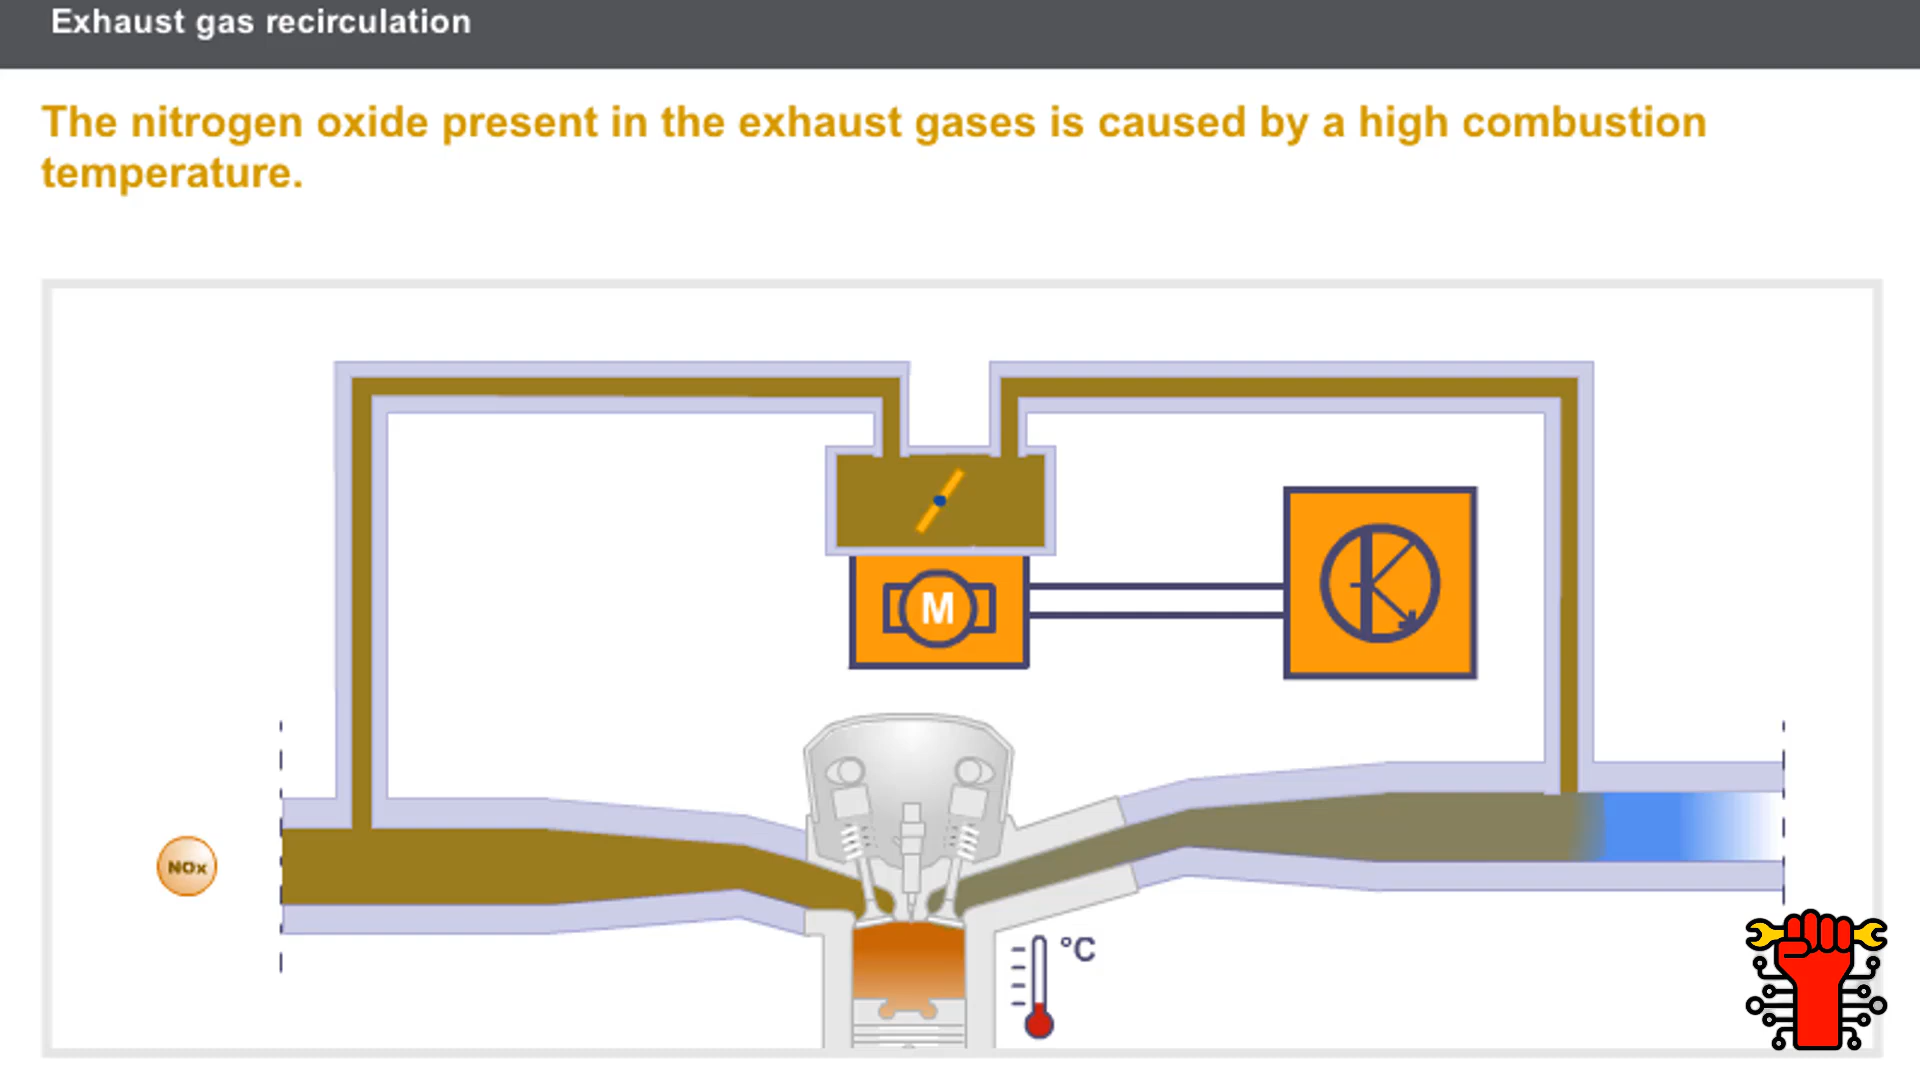 Exhaust gas recirculation
The nitrogen oxide present in the exhaust gases is caused by a high combustion
temperature.
M
NOx
°C